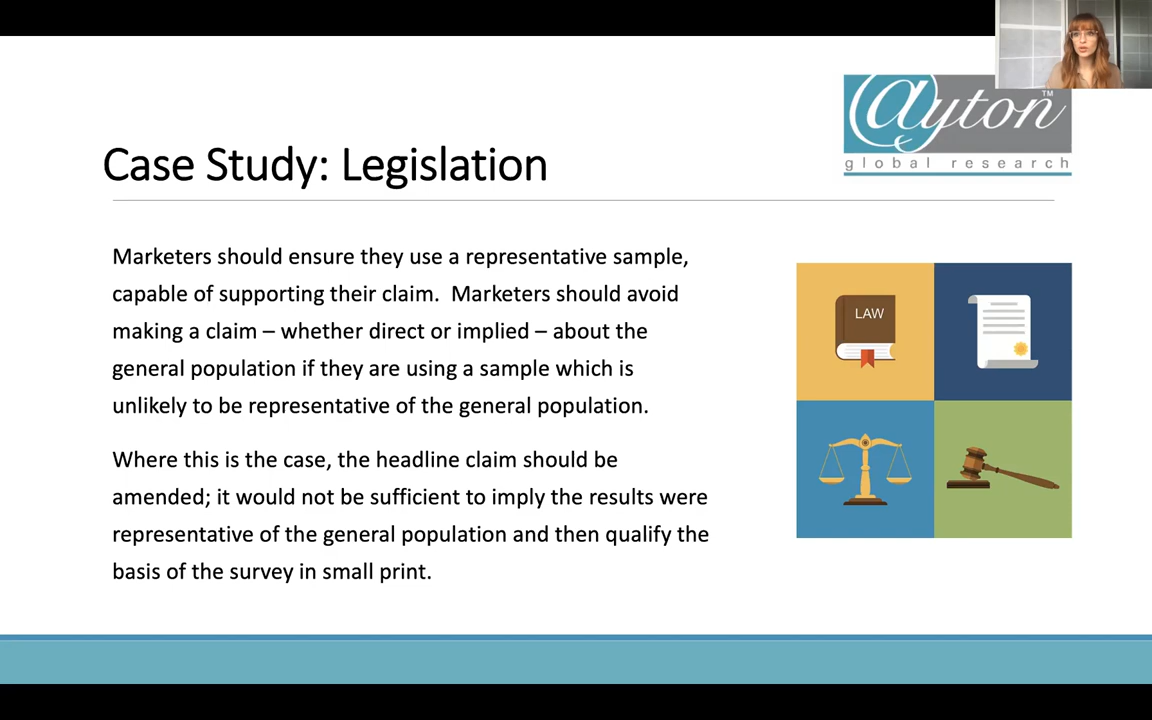 @yton™
global research
Case Study: Legislation
Marketers should ensure they use a representative sample,
capable of supporting their claim.  Marketers should avoid
making a claim – whether direct or implied – about the
general population if they are using a sample which is
unlikely to be representative of the general population.
Where this is the case, the headline claim should be
amended; it would not be sufficient to imply the results were
representative of the general population and then qualify the
basis of the survey in small print.
LAW